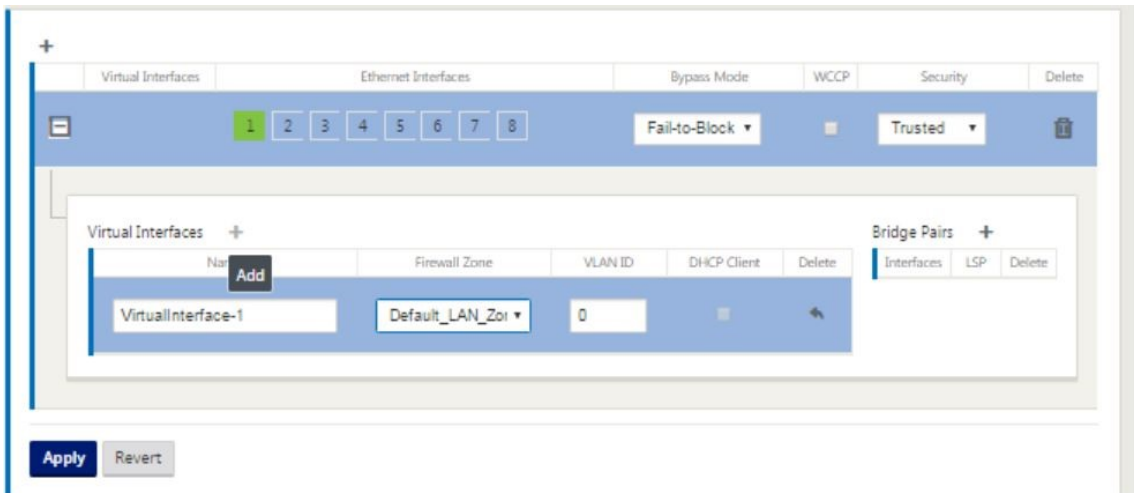 +
Virtual Interfaces Ethernet Interfaces Bypass Mode WCCP Security Delete
1 2 3 4 5 6 7 8 Fail-to-Block Trusted
Virtual Interfaces + Bridge Pairs +
Firewall Zone VLAN ID DHCP Client Delete Interfaces LSP Delete
Add
VirtualInterface-1 Default_LAN_Zo 0
Apply Revert